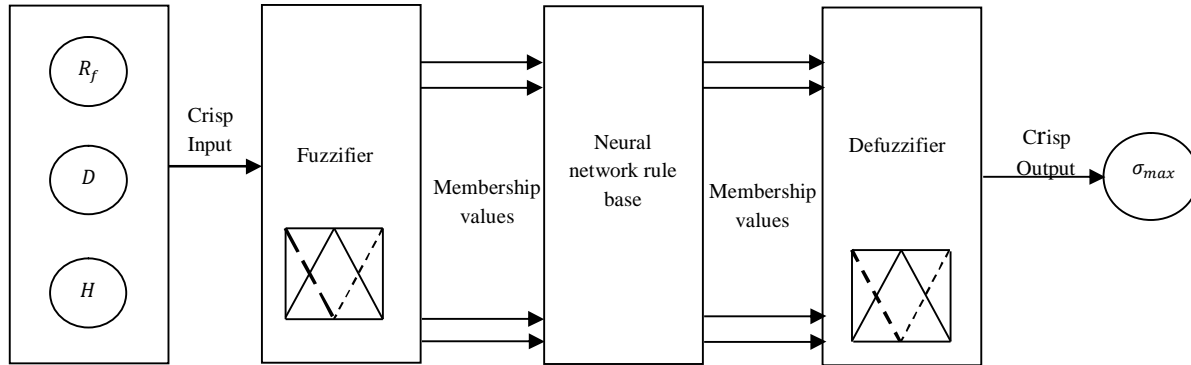 R_f
D
H
Crisp
Input
Fuzzifier
Membership
values
Neural
network rule
base
Membership
values
Defuzzifier
Crisp
Output
σ_max